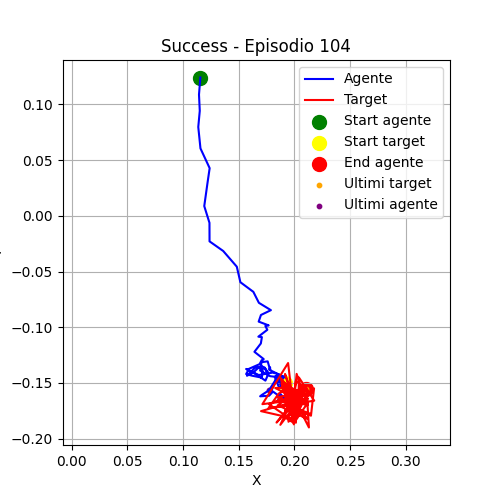 Success - Episodio 104
Agente
Target
Start agente
Start target
End agente
Ultimi target
Ultimi agente
0.10
0.05
0.00
−0.05
−0.10
−0.15
−0.20
0.00 0.05 0.10 0.15 0.20 0.25 0.30
X